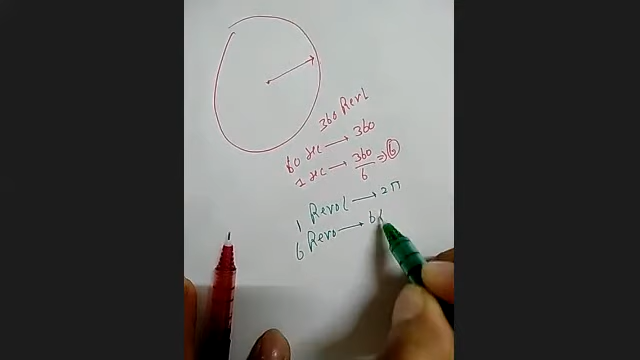 360 Revl
60 sec → 360
1 sec → 360/6 ⇒ 6
1 Revol → 2π
6 Revo → 6